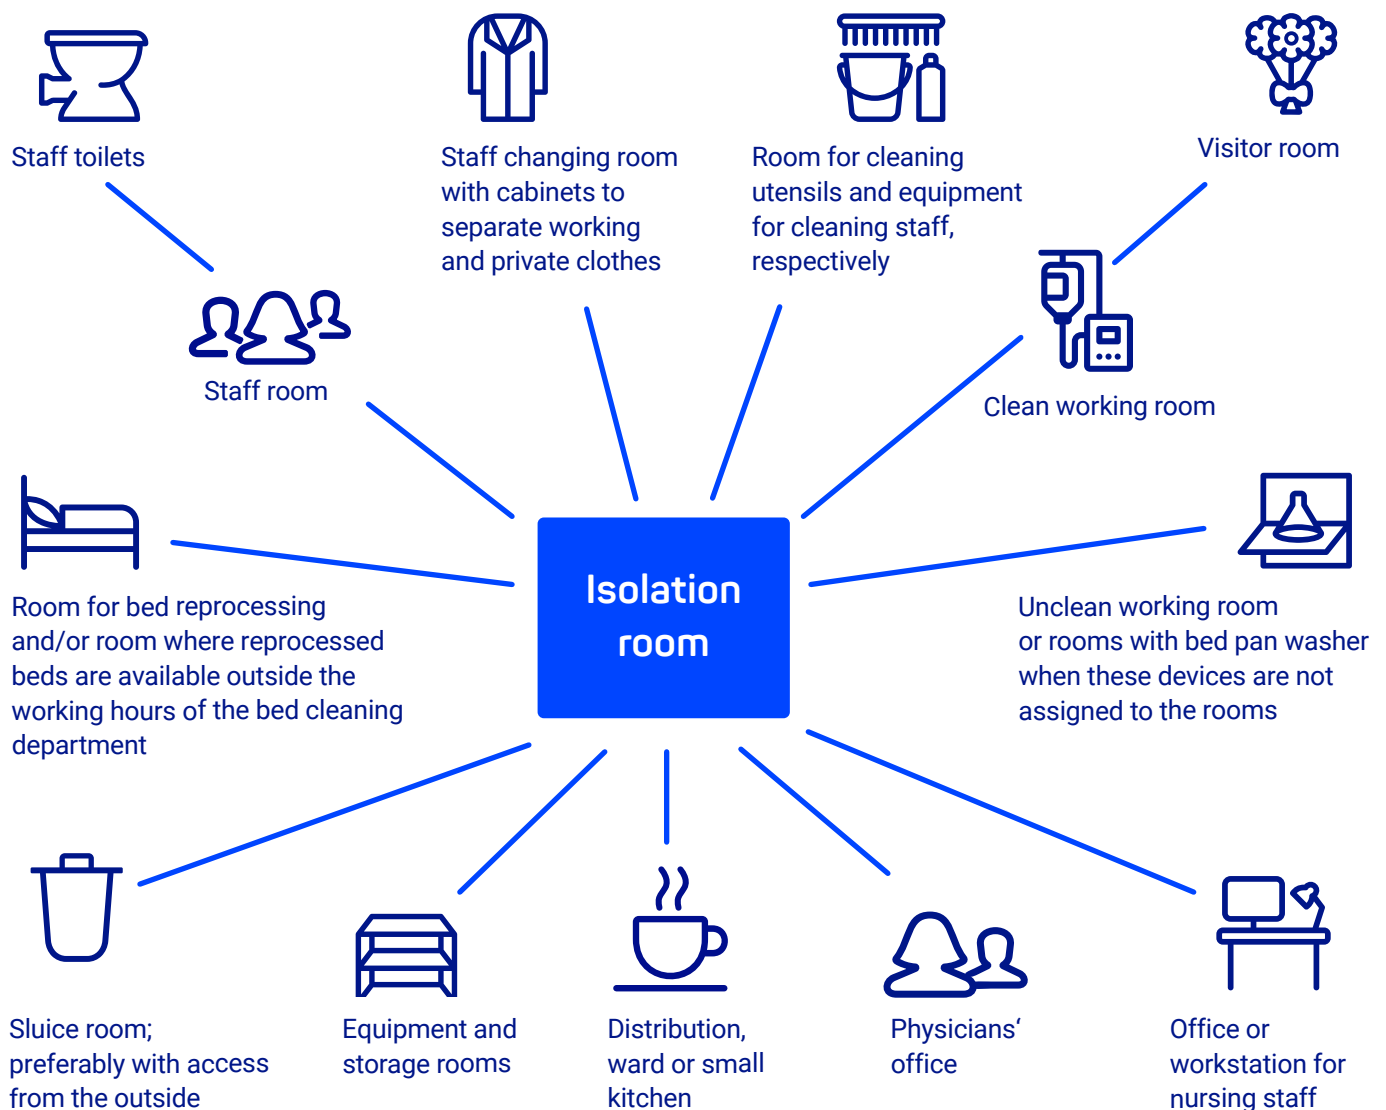 Staff toilets
Staff changing room
with cabinets to
separate working
and private clothes
Room for cleaning
utensils and equipment
for cleaning staff,
respectively
Visitor room
Staff room
Clean working room
Isolation
room
Room for bed reprocessing
and/or room where reprocessed
beds are available outside the
working hours of the bed cleaning
department
Unclean working room
or rooms with bed pan washer
when these devices are not
assigned to the rooms
Sluice room;
preferably with access
from the outside
Equipment and
storage rooms
Distribution,
ward or small
kitchen
Physicians‘
office
Office or
workstation for
nursing staff